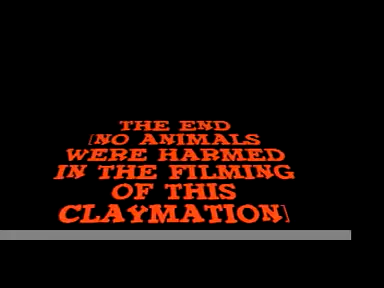 THE END
[NO ANIMALS
WERE HARMED
IN THE FILMING
OF THIS
CLAYMATION]